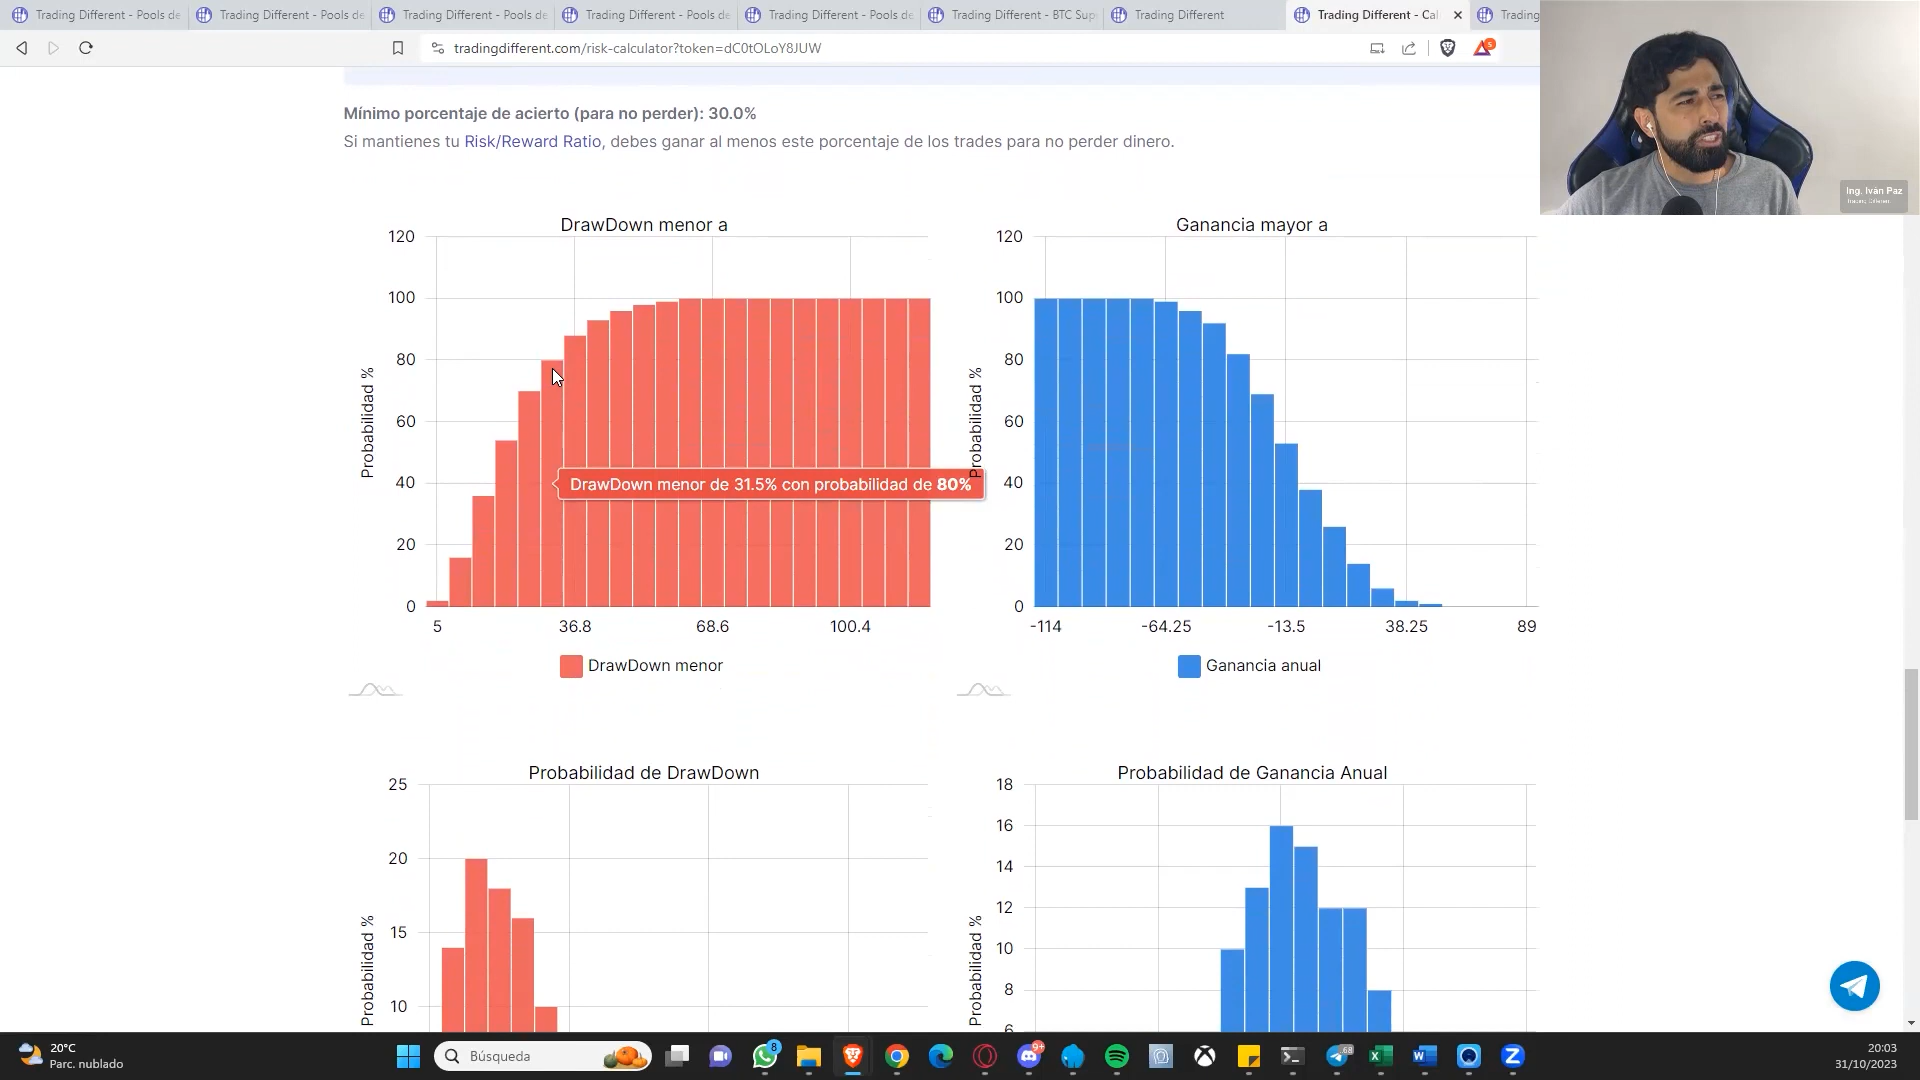 Trading Different - Pools de
Trading Different - Pools de
Trading Different - Pools de
Trading Different - Pools de
Trading Different - Pools de
Trading Different - BTC Sup
Trading Different
Trading Different - Cal
Trading
tradingdifferent.com/risk-calculator?token=dC0tOLoY8JUW
5
Ing. Iván Paz
Trading Different
Mínimo porcentaje de acierto (para no perder): 30.0%
Si mantienes tu Risk/Reward Ratio, debes ganar al menos este porcentaje de los trades para no perder dinero.
DrawDown menor a
120
100
80
60
40
20
0
Probabilidad %
DrawDown menor de 31.5% con probabilidad de 80%
5 36.8 68.6 100.4
DrawDown menor
Ganancia mayor a
120
100
80
60
40
20
0
Probabilidad %
-114 -64.25 -13.5 38.25 89
Ganancia anual
Probabilidad de DrawDown
25
20
15
10
Probabilidad %
Probabilidad de Ganancia Anual
18
16
14
12
10
8
6
Probabilidad %
20°C
Parc. nublado
Búsqueda
8
9+
68
20:03
31/10/2023